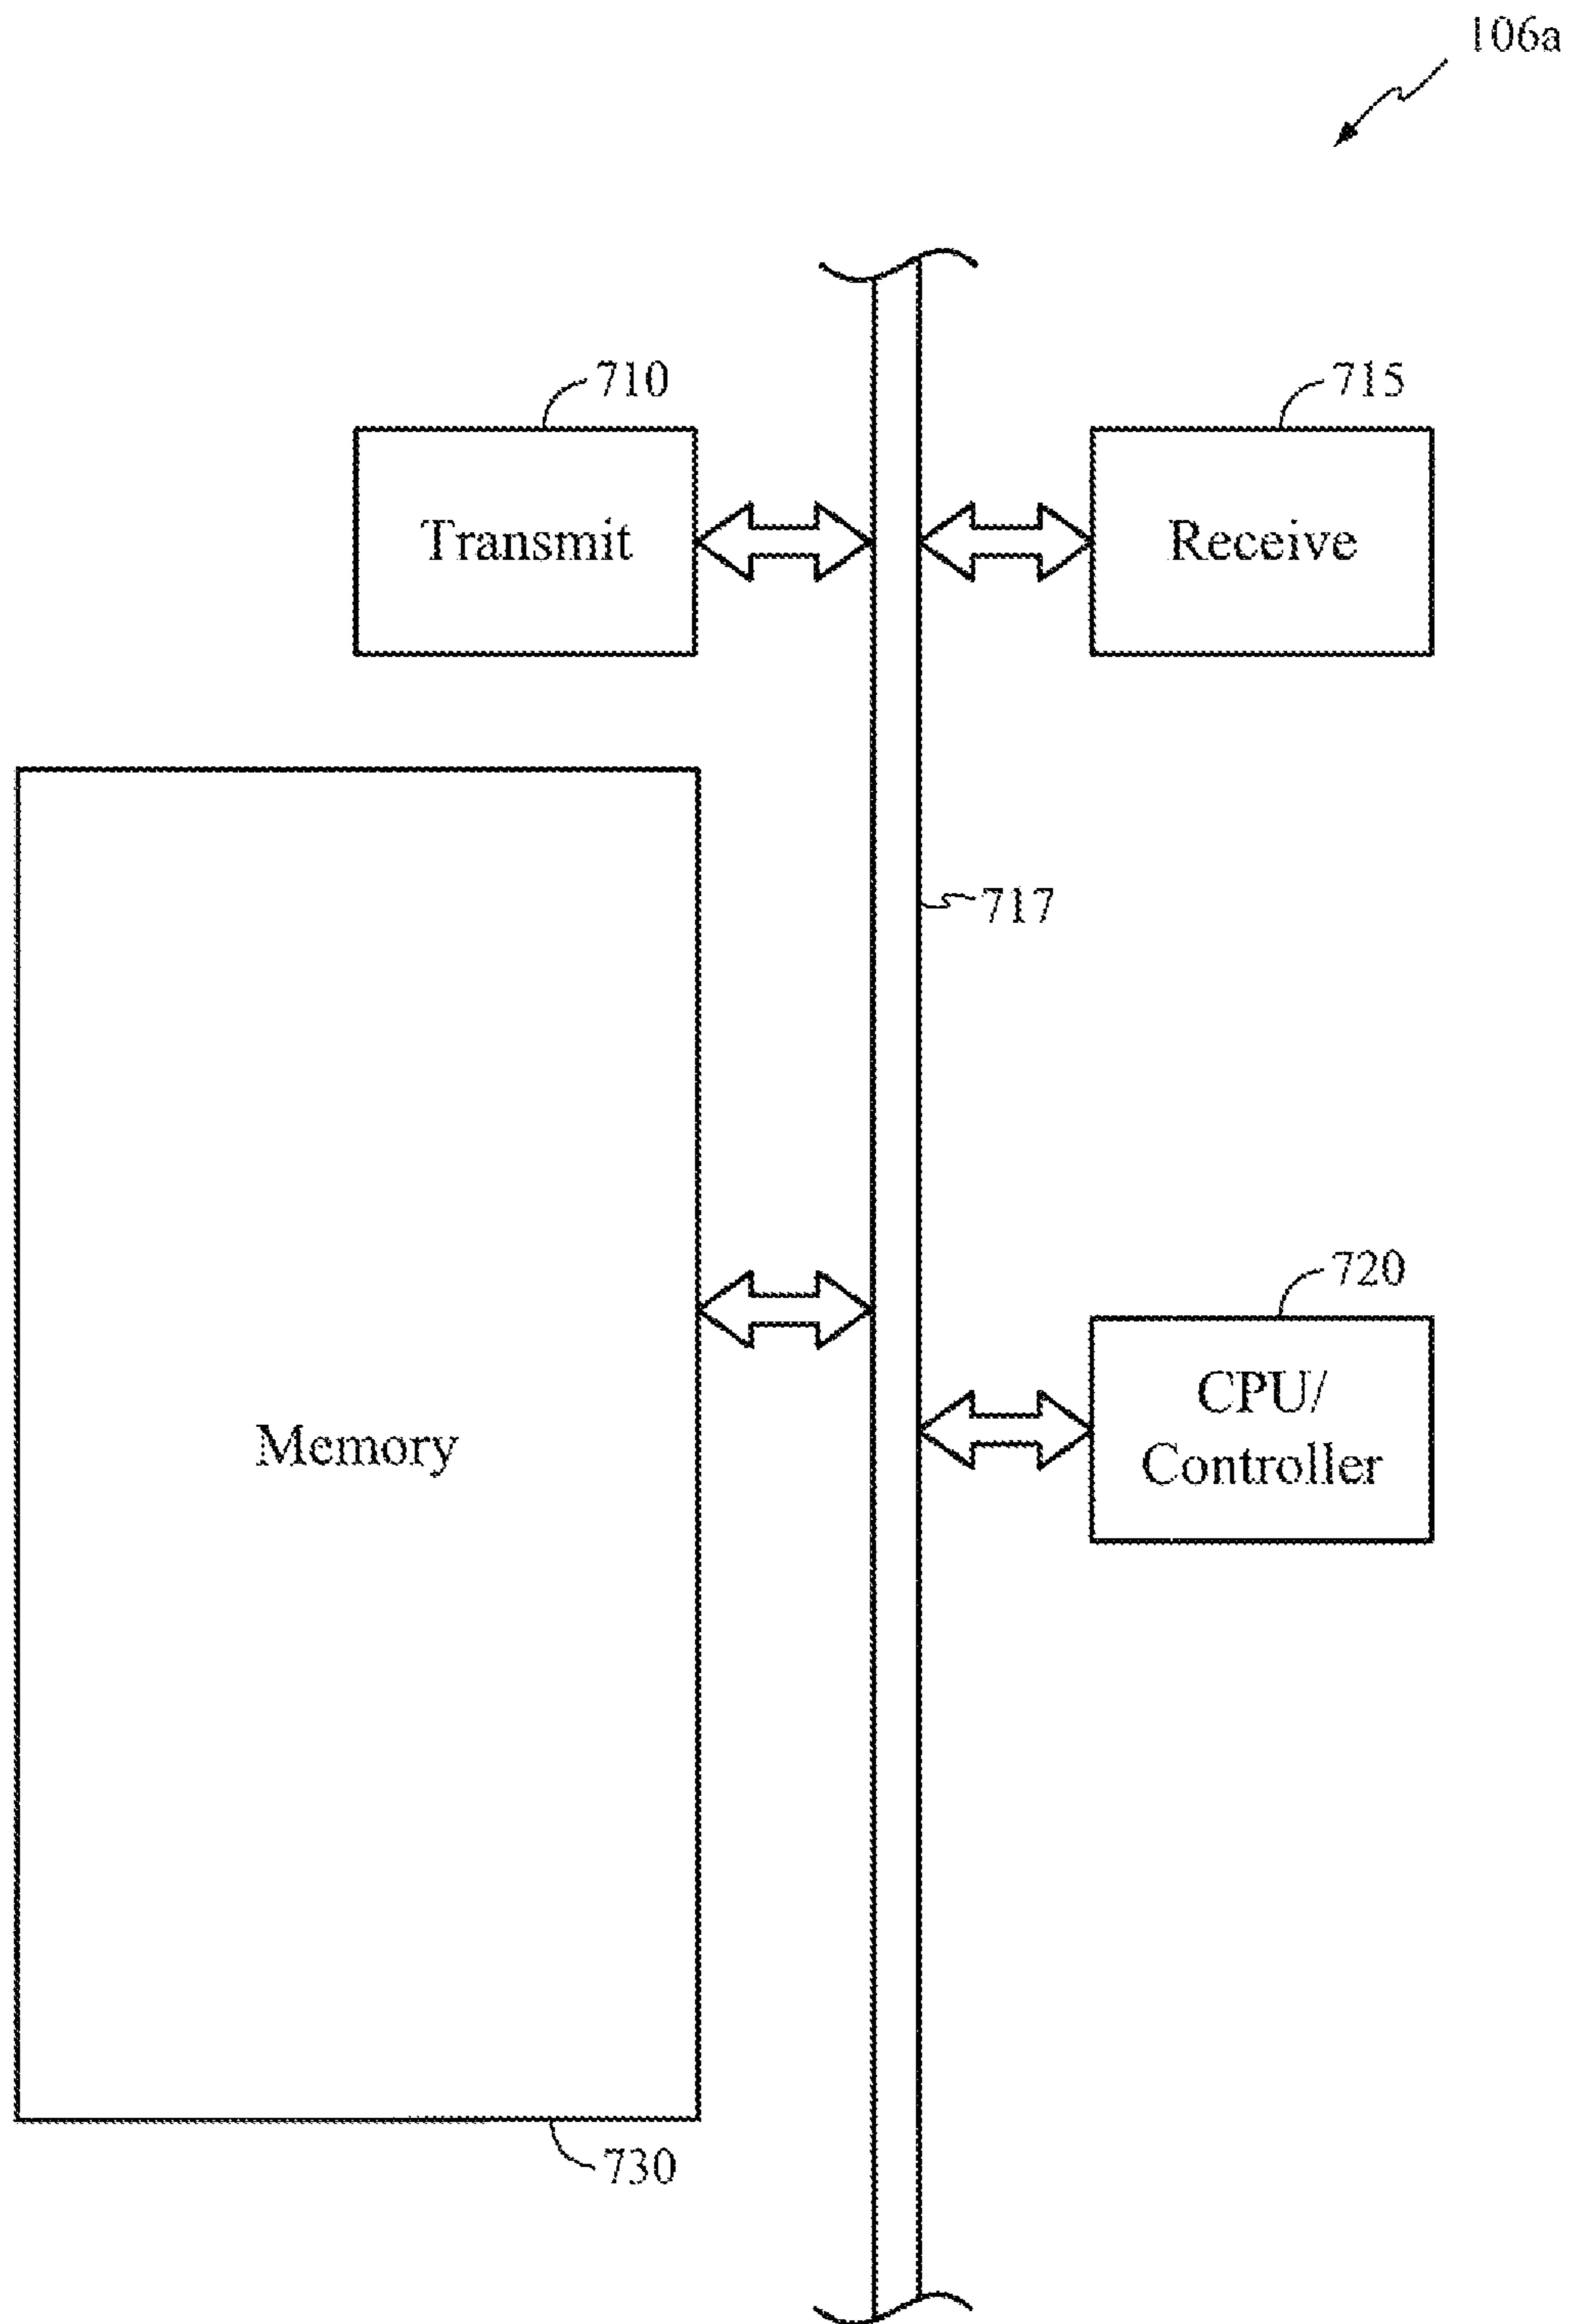 106a
710
715
Transmit
Receive
717
720
CPU/
Controller
Memory
730